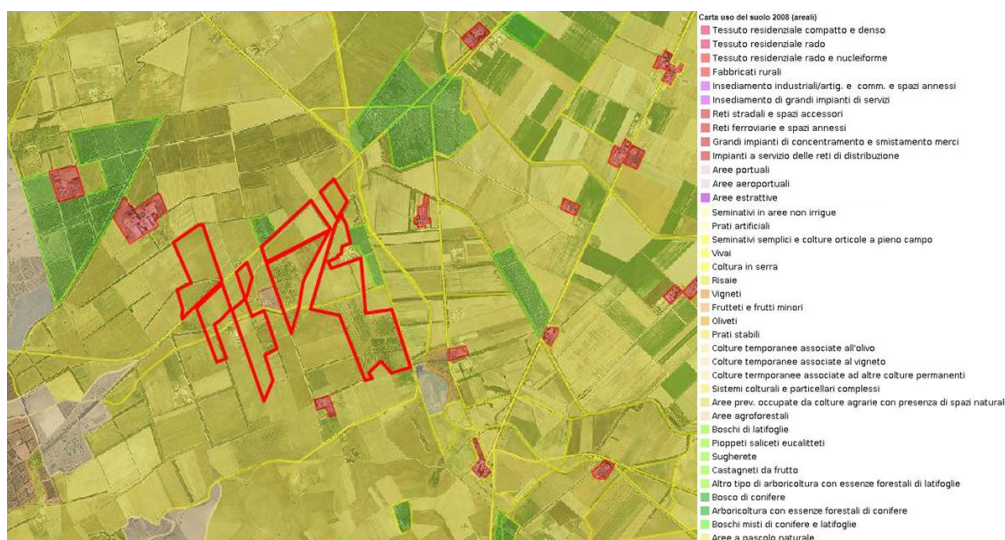 Carta uso del suolo 2008 (areali)
Tessuto residenziale compatto e denso
Tessuto residenziale rado
Tessuto residenziale rado e nucleiforme
Fabbricati rurali
Insediamento industriali/artig. e comm. e spazi annessi
Insediamento di grandi impianti di servizi
Reti stradali e spazi accessori
Reti ferroviarie e spazi annessi
Grandi impianti di concentramento e smistamento merci
Impianti a servizio delle reti di distribuzione
Aree portuali
Aree aeroportuali
Aree estrattive
Seminativi in aree non irrigue
Prati artificiali
Seminativi semplici e colture orticole a pieno campo
Vivai
Coltura in serra
Risaie
Vigneti
Frutteti e frutti minori
Oliveti
Prati stabili
Colture temporanee associate all'olivo
Colture temporanee associate al vigneto
Colture temporanee associate ad altre colture permanenti
Sistemi colturali e particellari complessi
Aree prev. occupate da colture agrarie con presenza di spazi natural
Aree agroforestali
Boschi di latifoglie
Pioppeti saliceti eucalitteti
Sugherete
Castagneti da frutto
Altro tipo di arboricoltura con essenze forestali di latifoglie
Bosco di conifere
Arboricoltura con essenze forestali di conifere
Boschi misti di conifere e latifoglie
Aree a pascolo naturale